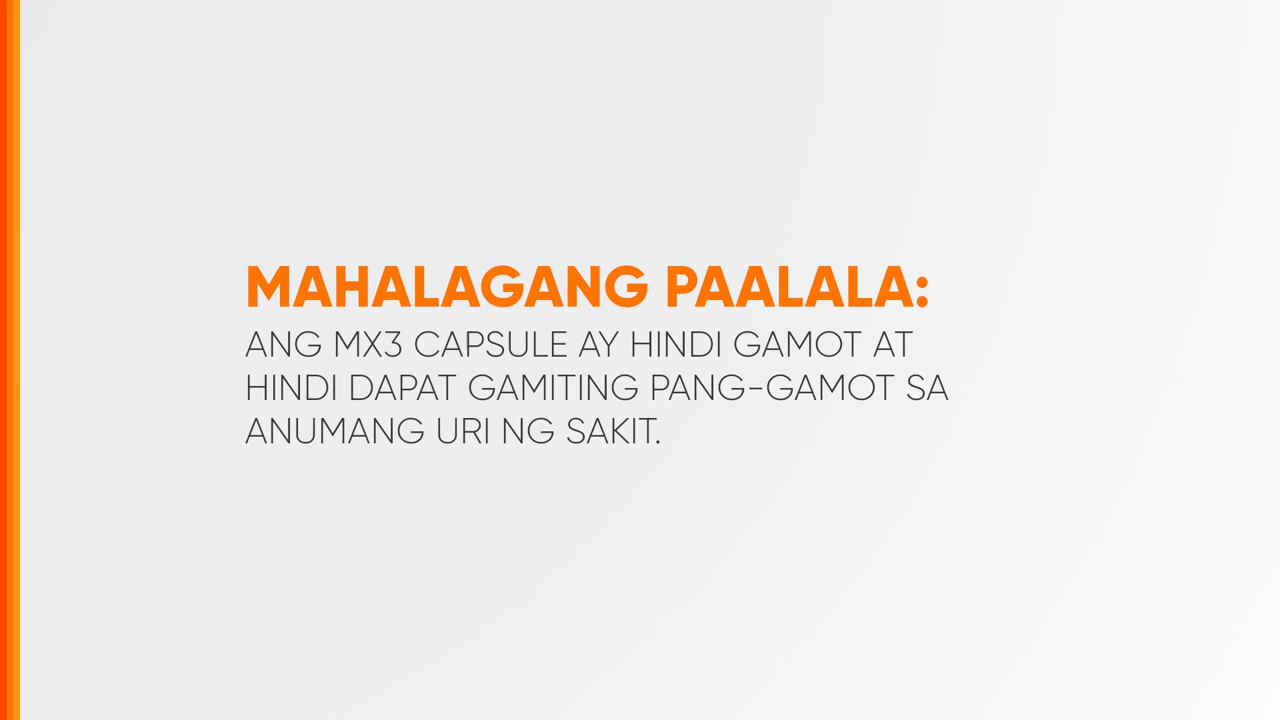 MAHALAGANG PAALALA:
ANG MX3 CAPSULE AY HINDI GAMOT AT
HINDI DAPAT GAMITING PANG-GAMOT SA
ANUMANG URI NG SAKIT.